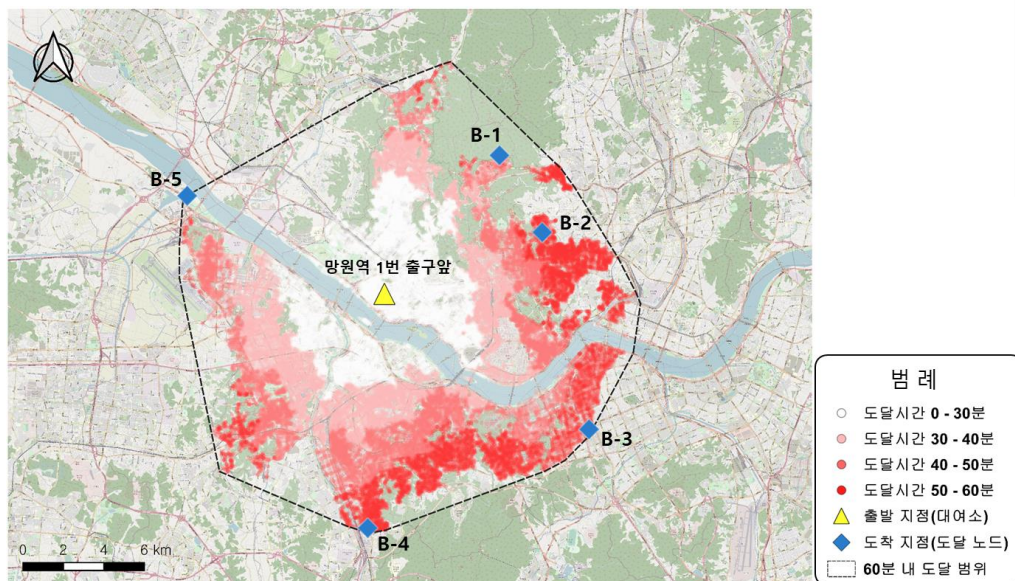 B-1
B-5
B-2
망원역 1번 출구앞
B-3
B-4
0 2 4 6 km
범 례
도달시간 0 - 30분
도달시간 30 - 40분
도달시간 40 - 50분
도달시간 50 - 60분
출발 지점(대여소)
도착 지점(도달 노드)
60분 내 도달 범위